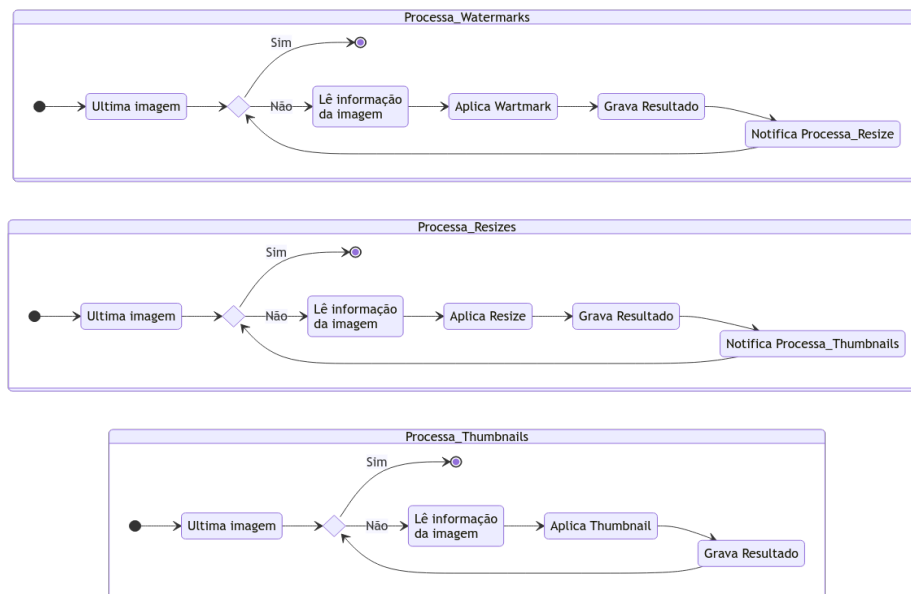 Processa_Watermarks
Sim
Ultima imagem
Não
Lê informação
da imagem
Aplica Wartmark
Grava Resultado
Notifica Processa_Resize
Processa_Resizes
Sim
Ultima imagem
Não
Lê informação
da imagem
Aplica Resize
Grava Resultado
Notifica Processa_Thumbnails
Processa_Thumbnails
Sim
Ultima imagem
Não
Lê informação
da imagem
Aplica Thumbnail
Grava Resultado